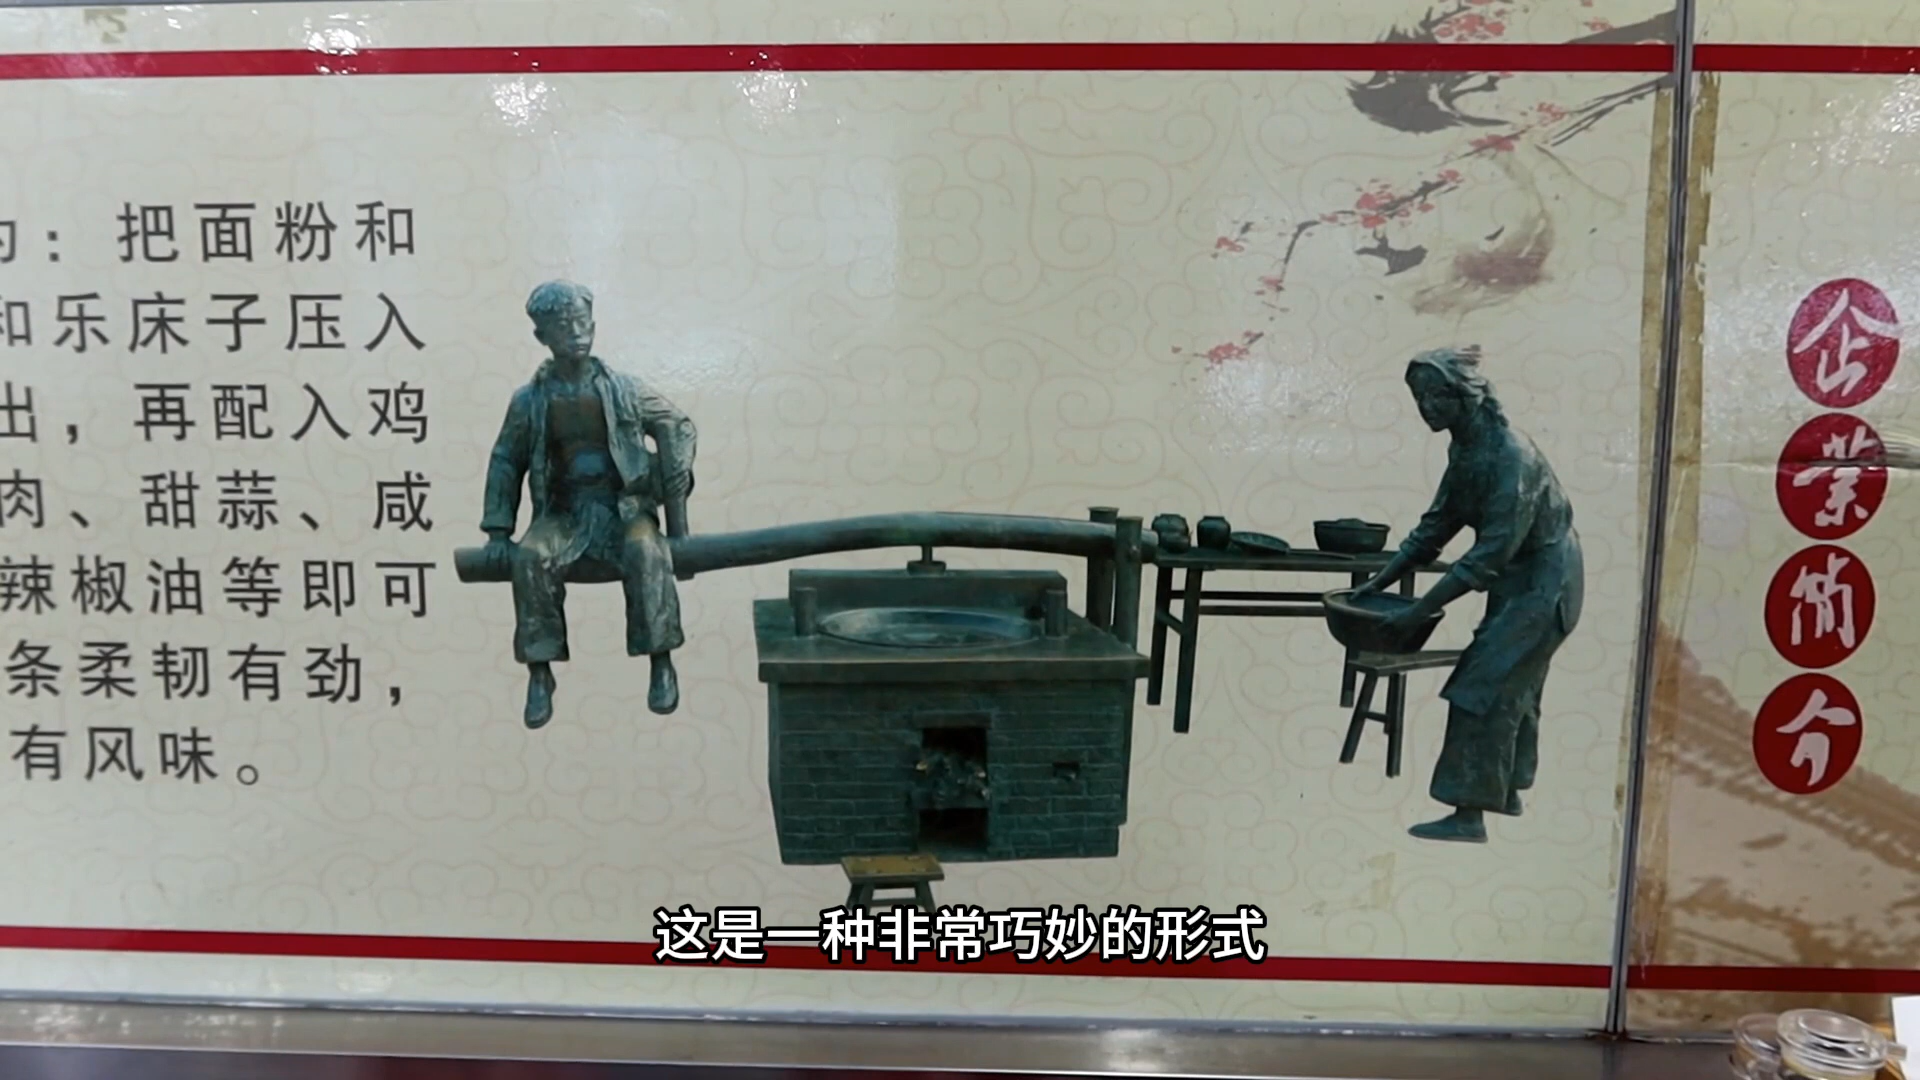 为：把面粉和
和乐床子压入
出，再配入鸡
肉、甜蒜、咸
辣椒油等即可
条柔韧有劲，
有风味。
企业简介
这是一种非常巧妙的形式